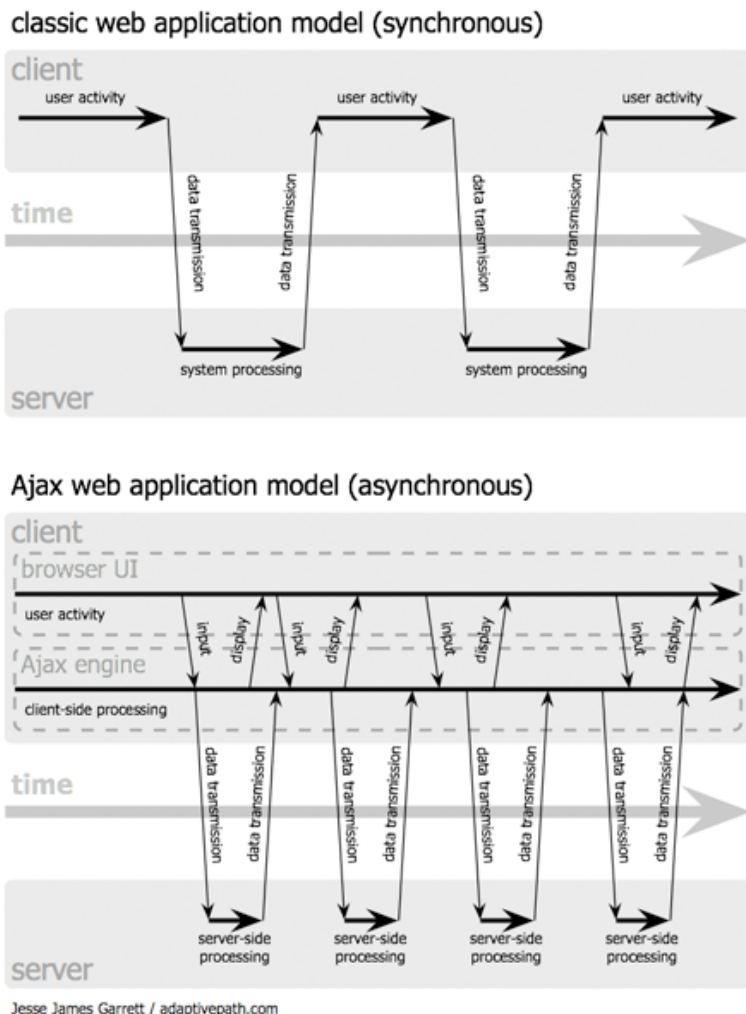 classic web application model (synchronous)
client
user activity
user activity
user activity
data transmission
data transmission
data transmission
data transmission
time
system processing
system processing
server
Ajax web application model (asynchronous)
client
browser UI
user activity
input
display
input
display
input
display
input
display
Ajax engine
client-side processing
data transmission
data transmission
data transmission
data transmission
data transmission
data transmission
data transmission
data transmission
time
server-side
processing
server-side
processing
server-side
processing
server-side
processing
server
Jesse James Garrett / adaptivepath.com